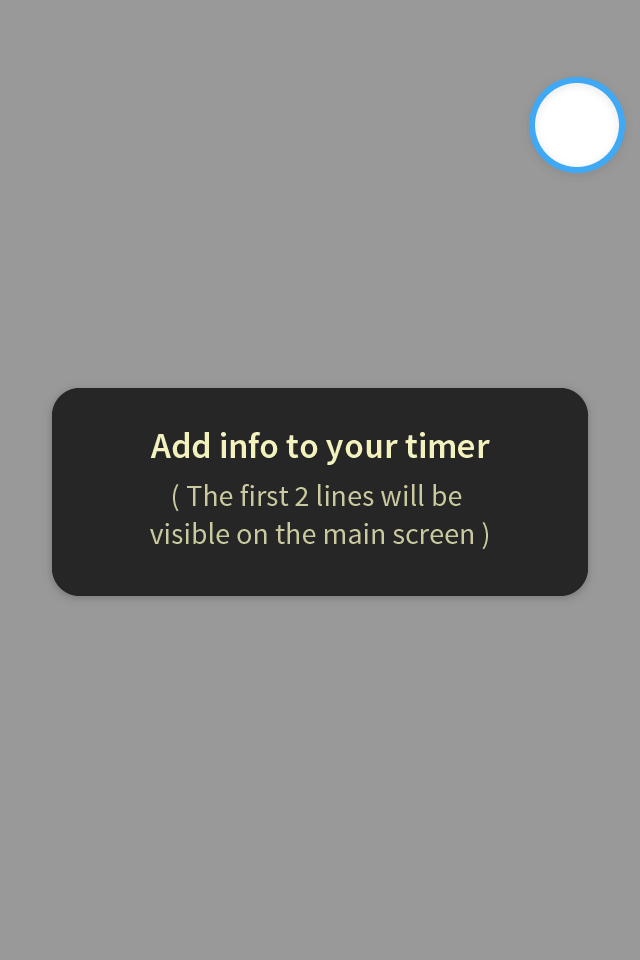 Add info to your timer
( The first 2 lines will be
visible on the main screen )